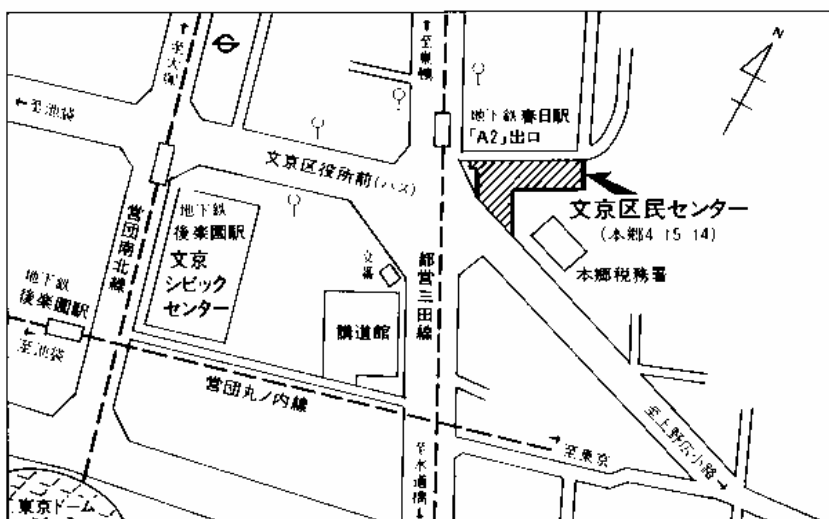 至大塚
至巣鴨
N
←至池袋
地下鉄春日駅
「A2」出口
文京区役所前(バス)
文京区民センター
(本郷4-15-14)
営団南北線
地下鉄
後楽園駅
文京
シビック
センター
都営三田線
本郷税務署
交番
地下鉄
後楽園駅
講道館
至池袋
営団丸ノ内線
至上野広小路
至東京
至水道橋
東京ドーム